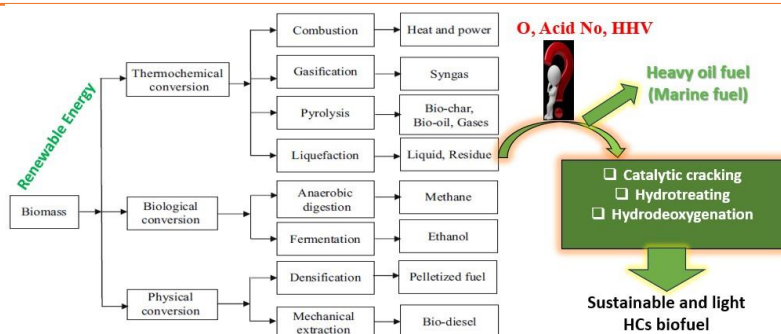 Renewable Energy
Biomass
Thermochemical
conversion
Combustion
Heat and power
Gasification
Syngas
Pyrolysis
Bio-char,
Bio-oil, Gases
Liquefaction
Liquid, Residue
Biological
conversion
Anaerobic
digestion
Methane
Fermentation
Ethanol
Physical
conversion
Densification
Pelletized fuel
Mechanical
extraction
Bio-diesel
O, Acid No, HHV
Heavy oil fuel
(Marine fuel)
❑ Catalytic cracking
❑ Hydrotreating
❑ Hydrodeoxygenation
Sustainable and light
HCs biofuel